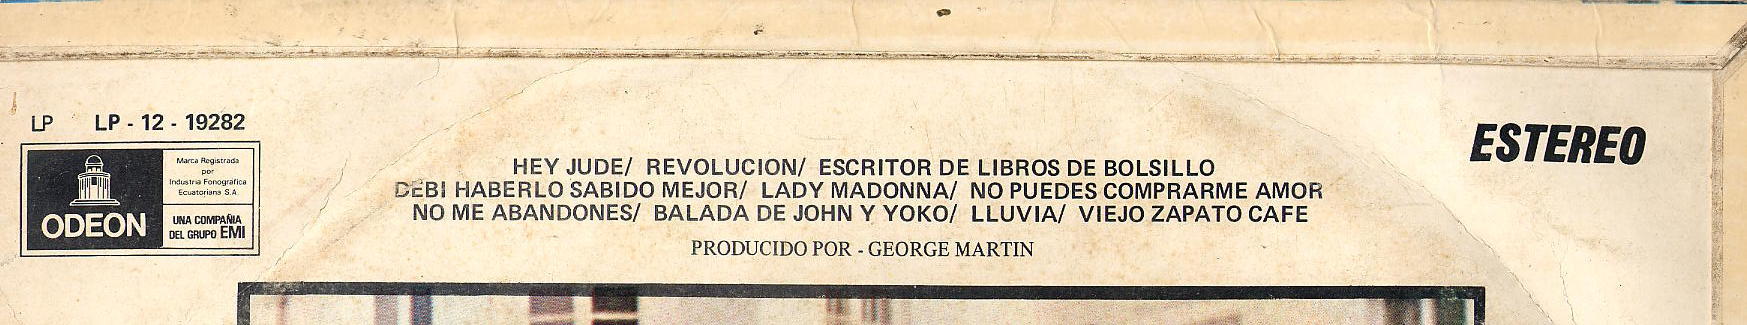 LP LP - 12 - 19282
ESTEREO
Marca Registrada
por
Industria Fonografica
Ecuatoriana S.A.
ODEON
UNA COMPAÑIA
DEL GRUPO EMI
HEY JUDE/ REVOLUCION/ ESCRITOR DE LIBROS DE BOLSILLO
DEBI HABERLO SABIDO MEJOR/ LADY MADONNA/ NO PUEDES COMPRARME AMOR
NO ME ABANDONES/ BALADA DE JOHN Y YOKO/ LLUVIA/ VIEJO ZAPATO CAFE
PRODUCIDO POR - GEORGE MARTIN